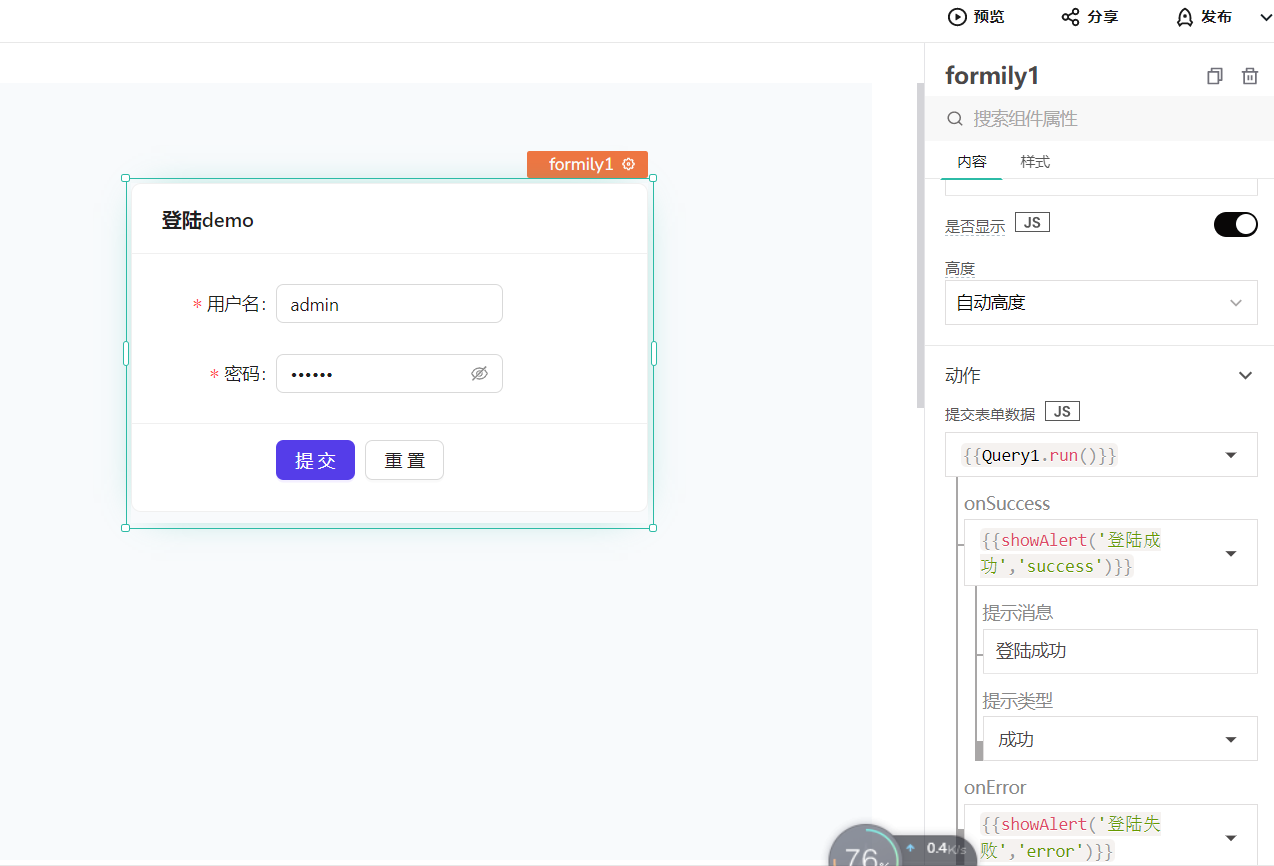 预览
分享
发布
formily1
搜索组件属性
内容
样式
formily1
登陆demo
* 用户名:
admin
* 密码:
••••••
提交
重置
是否显示
JS
高度
自动高度
动作
提交表单数据
JS
{{Query1.run()}}
onSuccess
{{showAlert('登陆成
功','success')}}
提示消息
登陆成功
提示类型
成功
onError
{{showAlert('登陆失
败','error')}}
76%
0.4K/s